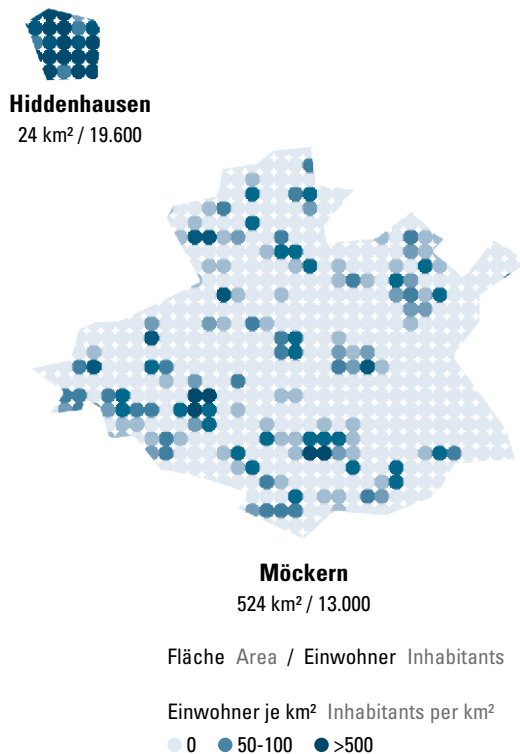 Hiddenhausen
24 km² / 19.600
Möckern
524 km² / 13.000
Fläche Area / Einwohner Inhabitants
Einwohner je km² Inhabitants per km²
0 50-100 >500